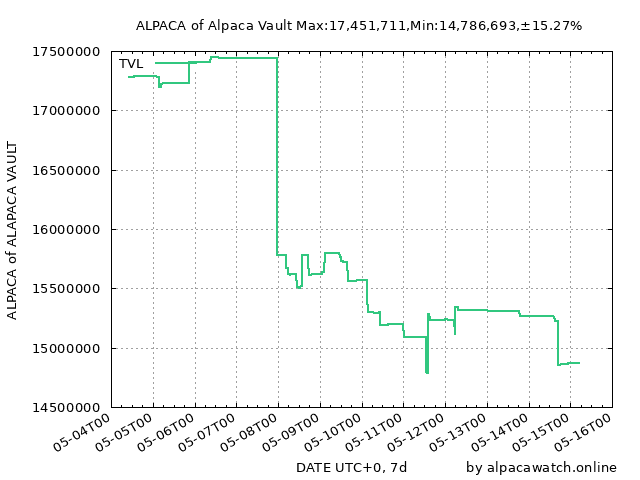 ALPACA of Alpaca Vault Max:17,451,711,Min:14,786,693,±15.27%
ALPACA of ALAPACA VAULT
TVL
17500000
17000000
16500000
16000000
15500000
15000000
14500000
05-04T00
05-05T00
05-06T00
05-07T00
05-08T00
05-09T00
05-10T00
05-11T00
05-12T00
05-13T00
05-14T00
05-15T00
05-16T00
DATE UTC+0, 7d
by alpacawatch.online